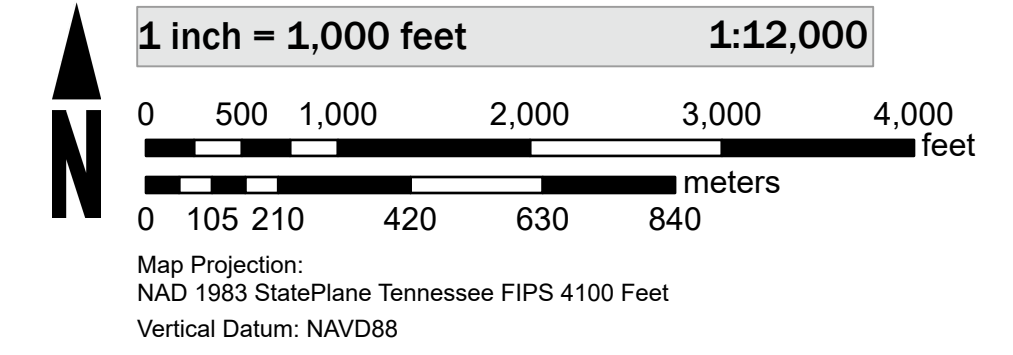 1 inch = 1,000 feet 1:12,000
0 500 1,000 2,000 3,000 4,000
feet
meters
0 105 210 420 630 840
N
Map Projection:
NAD 1983 StatePlane Tennessee FIPS 4100 Feet
Vertical Datum: NAVD88